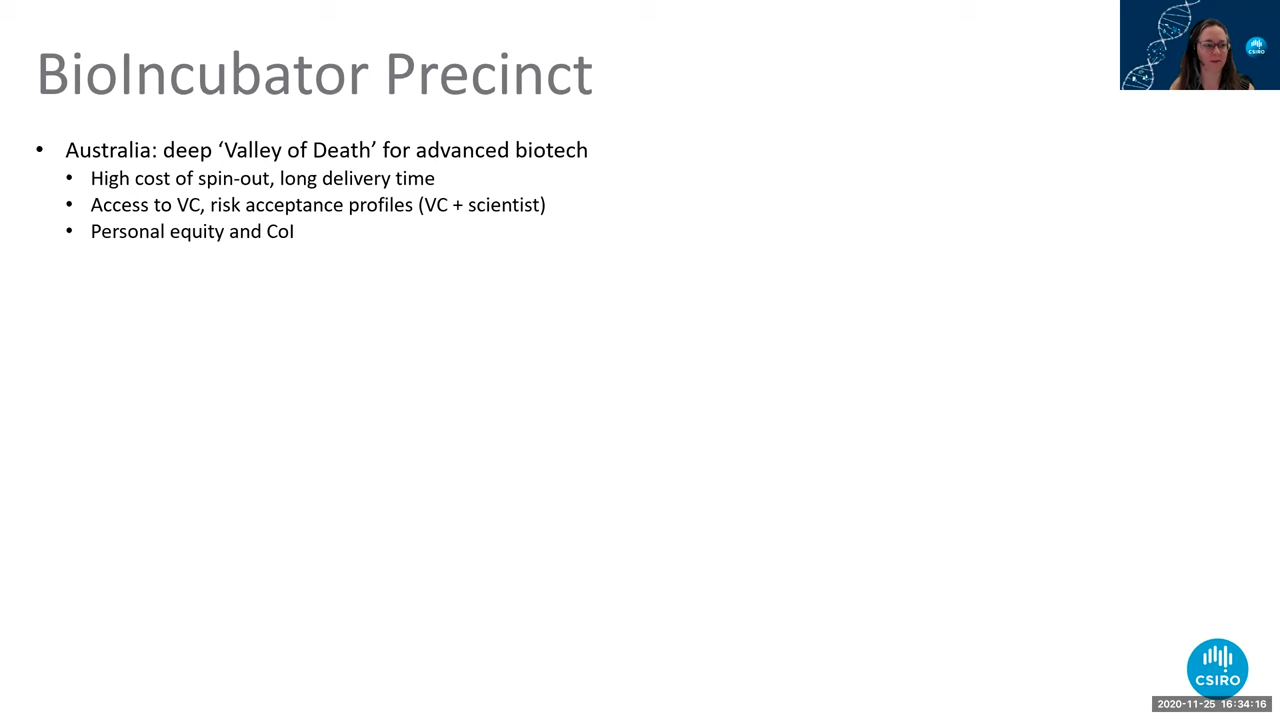 BioIncubator Precinct
CSIRO
• Australia: deep ‘Valley of Death’ for advanced biotech
• High cost of spin-out, long delivery time
• Access to VC, risk acceptance profiles (VC + scientist)
• Personal equity and CoI
CSIRO
2020-11-25 16:34:16